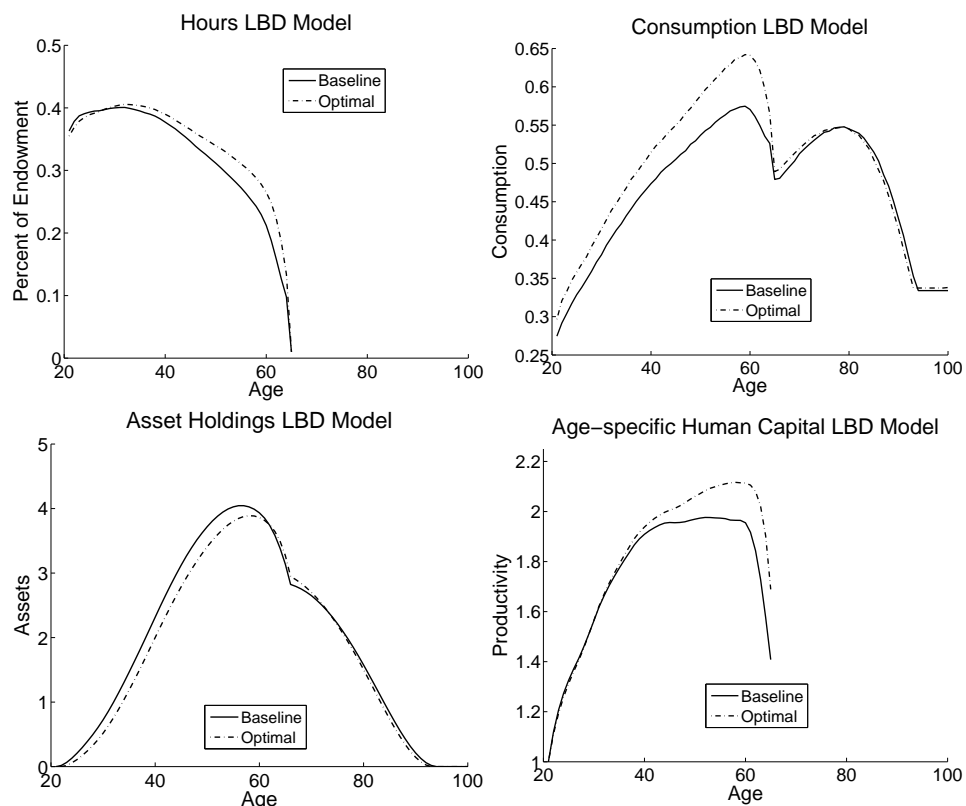 Hours LBD Model
0.5
0.4
0.3
0.2
0.1
0
Percent of Endowment
20
40
60
80
100
Age
Baseline
Optimal
Consumption LBD Model
0.65
0.6
0.55
0.5
0.45
0.4
0.35
0.3
0.25
Consumption
20
40
60
80
100
Age
Baseline
Optimal
Asset Holdings LBD Model
5
4
3
2
1
0
Assets
20
40
60
80
100
Age
Baseline
Optimal
Age−specific Human Capital LBD Model
2.2
2
1.8
1.6
1.4
1.2
1
Productivity
20
40
60
80
100
Age
Baseline
Optimal